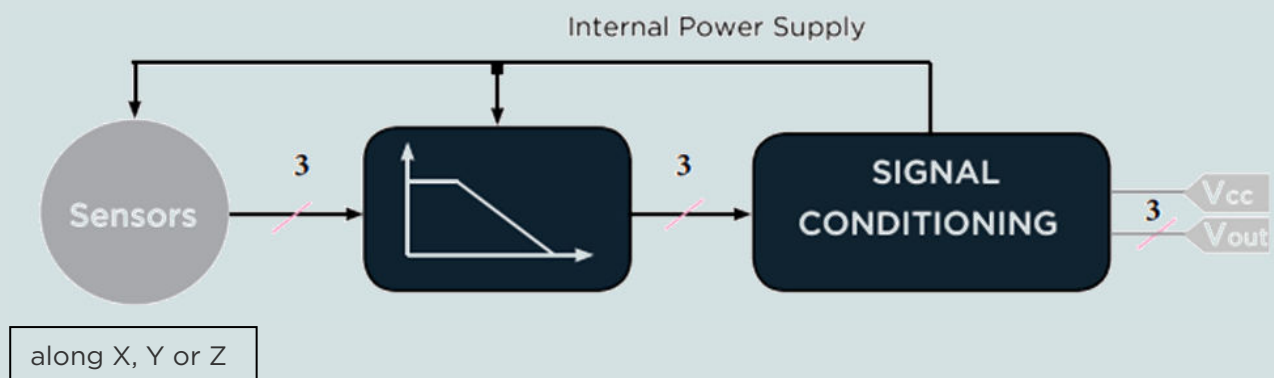 Internal Power Supply
Sensors
3
3
SIGNAL
CONDITIONING
3
Vcc
Vout
along X, Y or Z